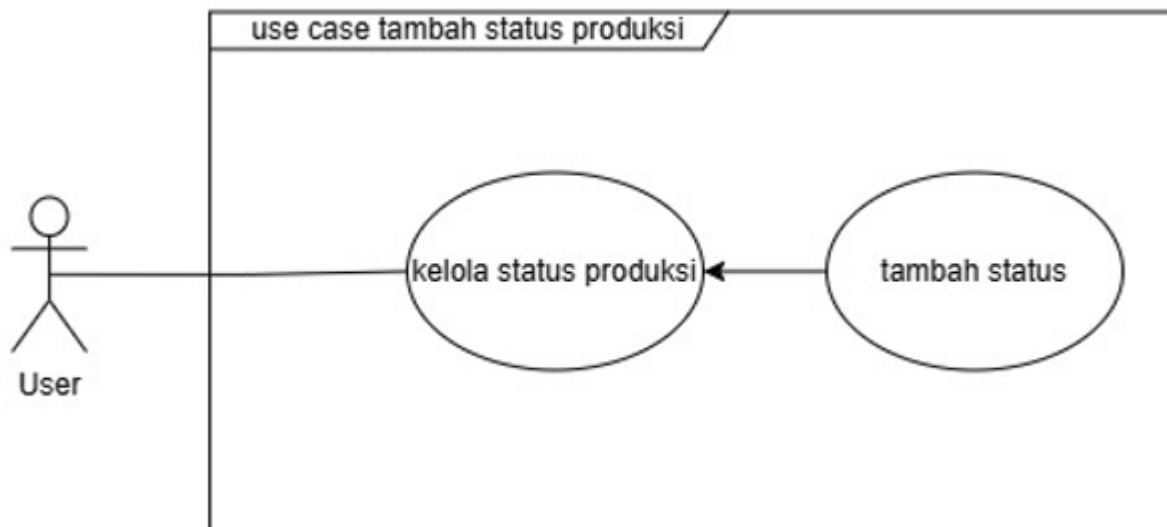 use case tambah status produksi
kelola status produksi
tambah status
User